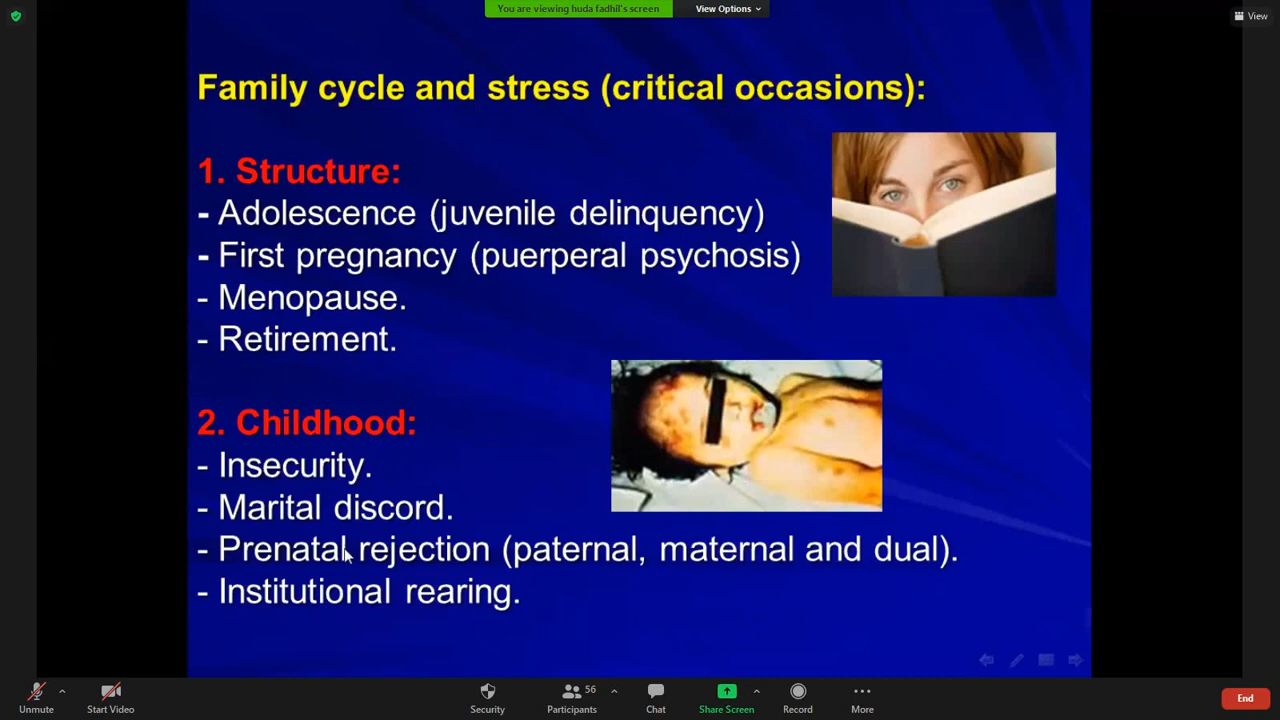 You are viewing huda fadhil's screen
View Options
View
Family cycle and stress (critical occasions):
1. Structure:
- Adolescence (juvenile delinquency)
- First pregnancy (puerperal psychosis)
- Menopause.
- Retirement.
2. Childhood:
- Insecurity.
- Marital discord.
- Prenatal rejection (paternal, maternal and dual).
- Institutional rearing.
Unmute
Start Video
Security
56
Participants
Chat
Share Screen
Record
More
End